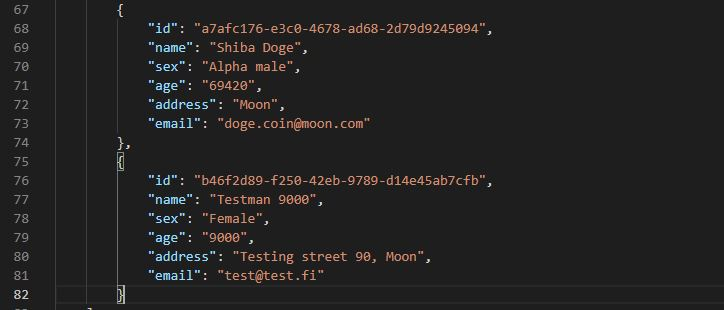 67 {
68 "id": "a7afc176-e3c0-4678-ad68-2d79d9245094",
69 "name": "Shiba Doge",
70 "sex": "Alpha male",
71 "age": "69420",
72 "address": "Moon",
73 "email": "doge.coin@moon.com"
74 },
75 {
76 "id": "b46f2d89-f250-42eb-9789-d14e45ab7cfb",
77 "name": "Testman 9000",
78 "sex": "Female",
79 "age": "9000",
80 "address": "Testing street 90, Moon",
81 "email": "test@test.fi"
82 }